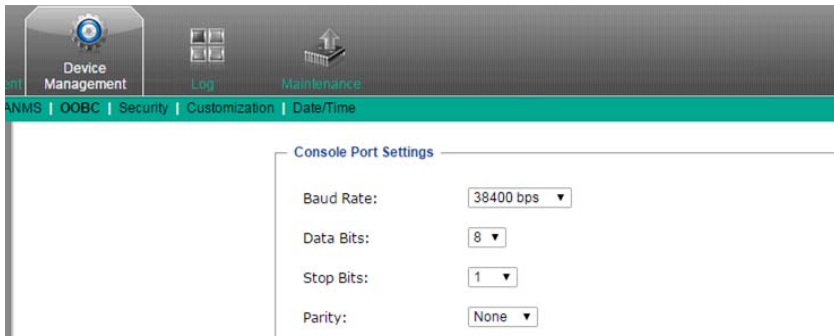 Device
Management
Log
Maintenance
ANMS | OOBC | Security | Customization | Date/Time
Console Port Settings
Baud Rate: 38400 bps
Data Bits: 8
Stop Bits: 1
Parity: None